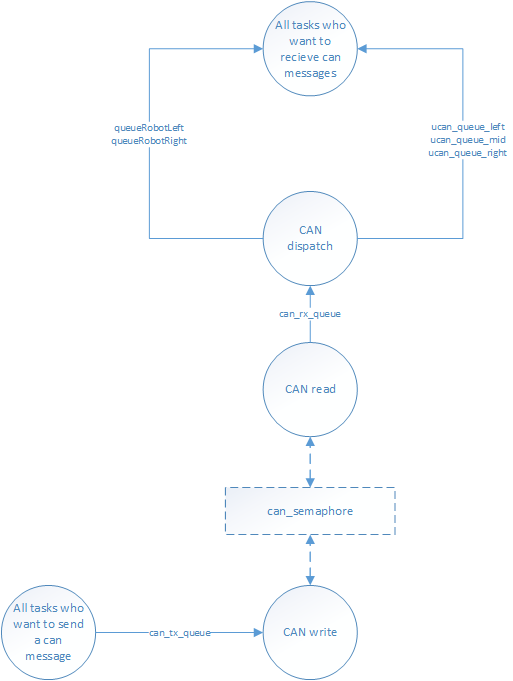 All tasks who
want to
recieve can
messages
queueRobotLeft
queueRobotRight
ucan_queue_left
ucan_queue_mid
ucan_queue_right
CAN
dispatch
can_rx_queue
CAN read
can_semaphore
All tasks who
want to send
a can
message
can_tx_queue
CAN write